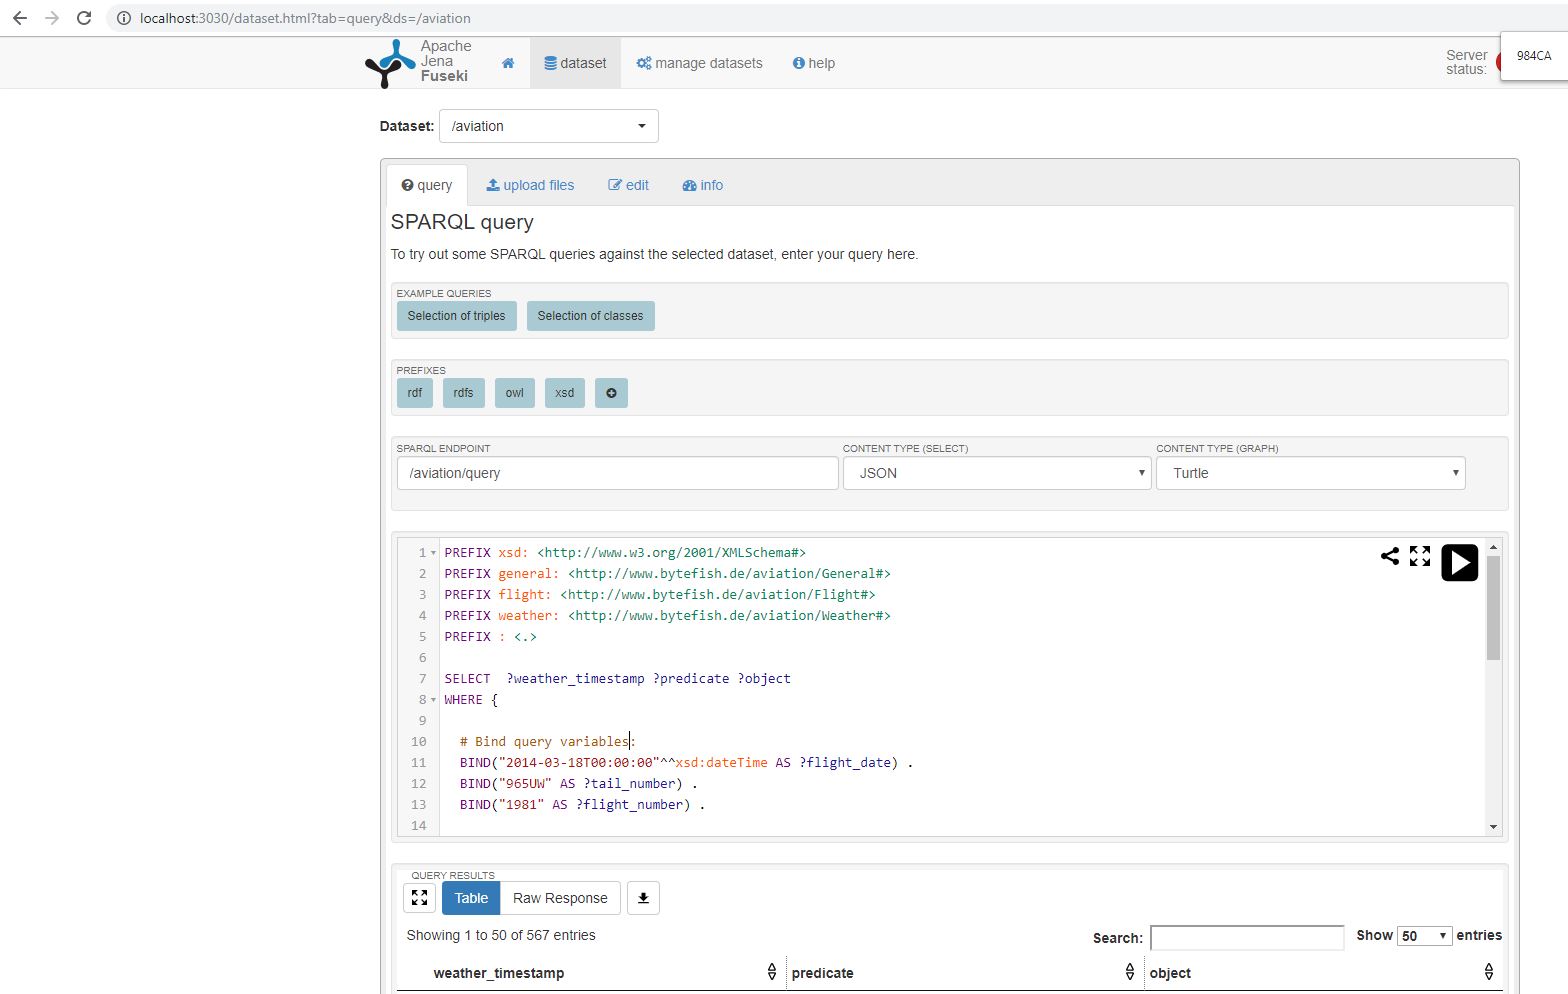 localhost:3030/dataset.html?tab=query&ds=/aviation
Apache
Jena
Fuseki
dataset
manage datasets
help
Server
status:
984CA
Dataset:
/aviation
query
upload files
edit
info
SPARQL query
To try out some SPARQL queries against the selected dataset, enter your query here.
EXAMPLE QUERIES
Selection of triples
Selection of classes
PREFIXES
rdf
rdfs
owl
xsd
SPARQL ENDPOINT
CONTENT TYPE (SELECT)
CONTENT TYPE (GRAPH)
/aviation/query
JSON
Turtle
1 PREFIX xsd: <http://www.w3.org/2001/XMLSchema#>
2 PREFIX general: <http://www.bytefish.de/aviation/General#>
3 PREFIX flight: <http://www.bytefish.de/aviation/Flight#>
4 PREFIX weather: <http://www.bytefish.de/aviation/Weather#>
5 PREFIX : <.>
6
7 SELECT  ?weather_timestamp ?predicate ?object
8 WHERE {
9
10   # Bind query variables:
11   BIND("2014-03-18T00:00:00"^^xsd:dateTime AS ?flight_date) .
12   BIND("965UW" AS ?tail_number) .
13   BIND("1981" AS ?flight_number) .
14
QUERY RESULTS
Table
Raw Response
Showing 1 to 50 of 567 entries
Search:
Show 50 entries
weather_timestamp
predicate
object